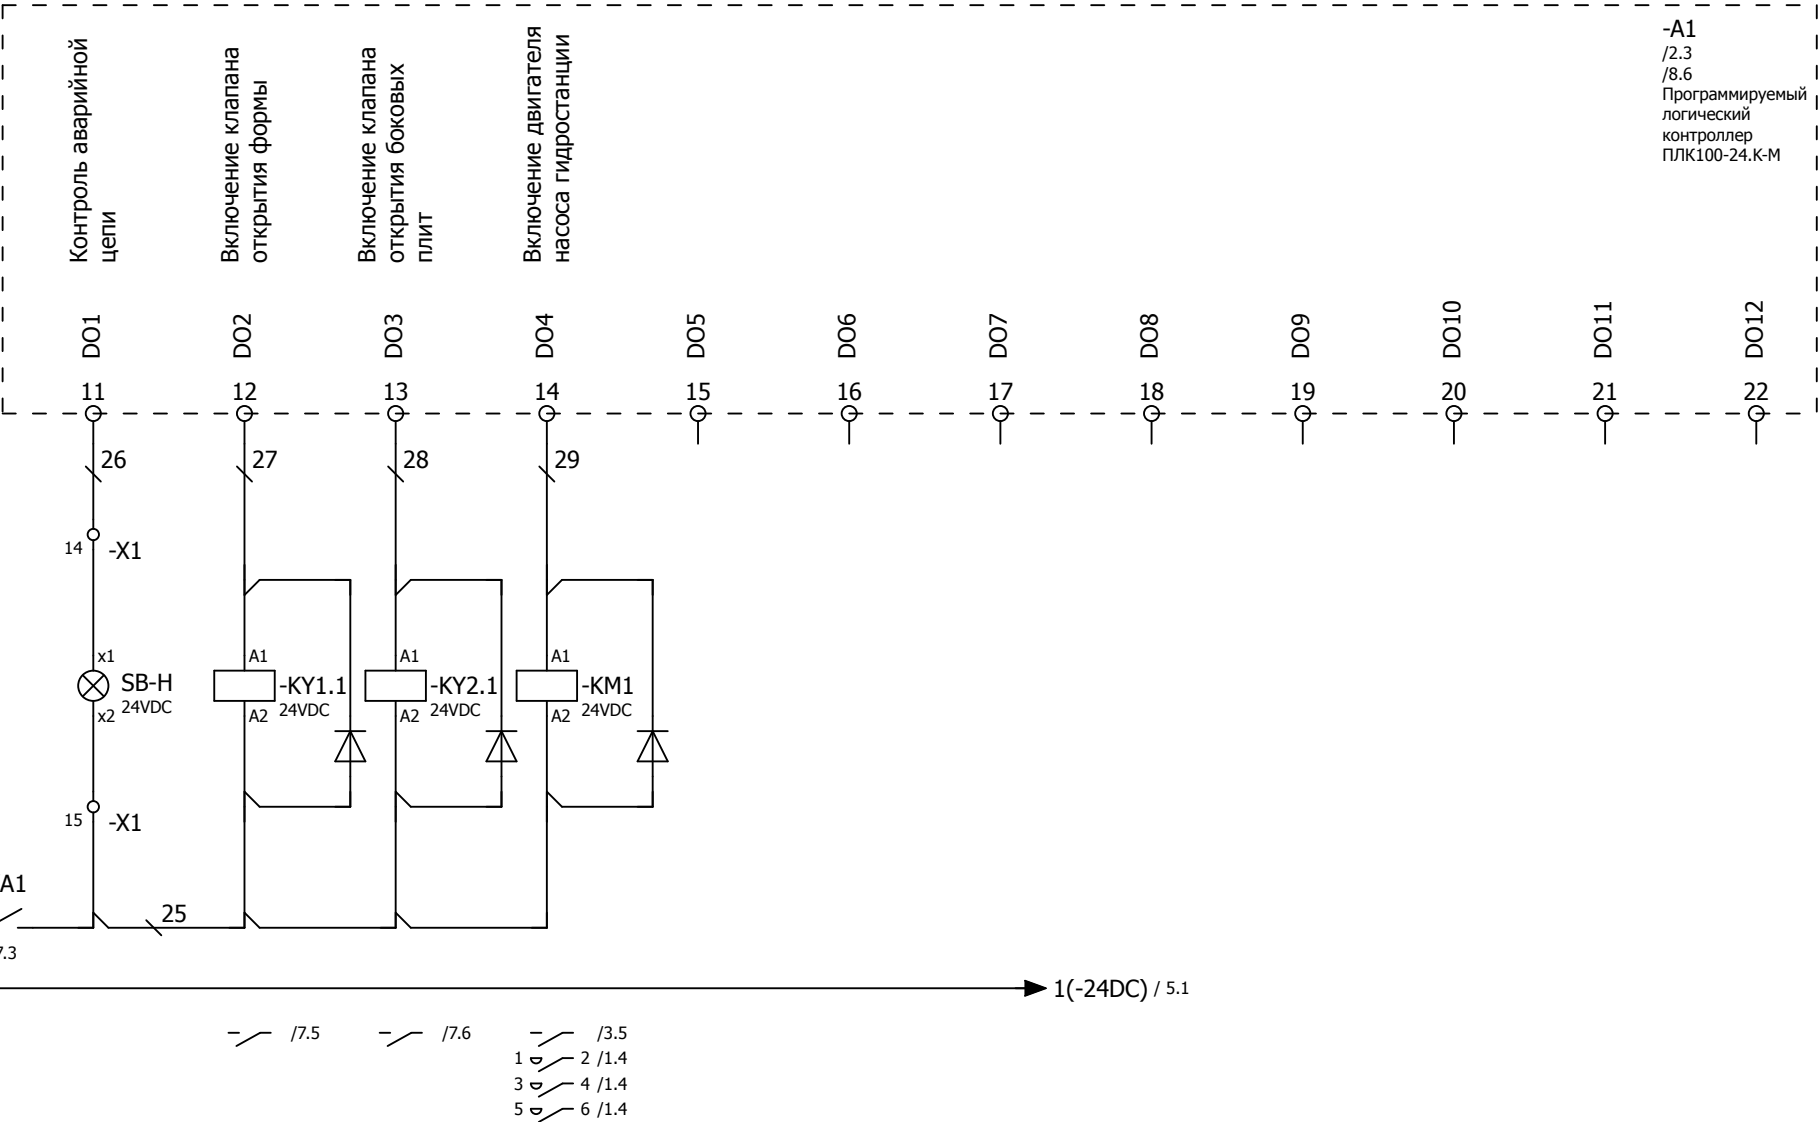 -A1
/2.3
/8.6
Программируемый
логический
контроллер
ПЛК100-24.К-М
Контроль аварийной
цепи
Включение клапана
открытия формы
Включение клапана
открытия боковых
плит
Включение двигателя
насоса гидростанции
DO1
DO2
DO3
DO4
DO5
DO6
DO7
DO8
DO9
DO10
DO11
DO12
11
12
13
14
15
16
17
18
19
20
21
22
26
27
28
29
14
-X1
x1
SB-H
24VDC
x2
A1
-KY1.1
24VDC
A2
A1
-KY2.1
24VDC
A2
A1
-KM1
24VDC
A2
15
-X1
A1
7.3
25
1(-24DC) / 5.1
/7.5
/7.6
/3.5
1 2 /1.4
3 4 /1.4
5 6 /1.4